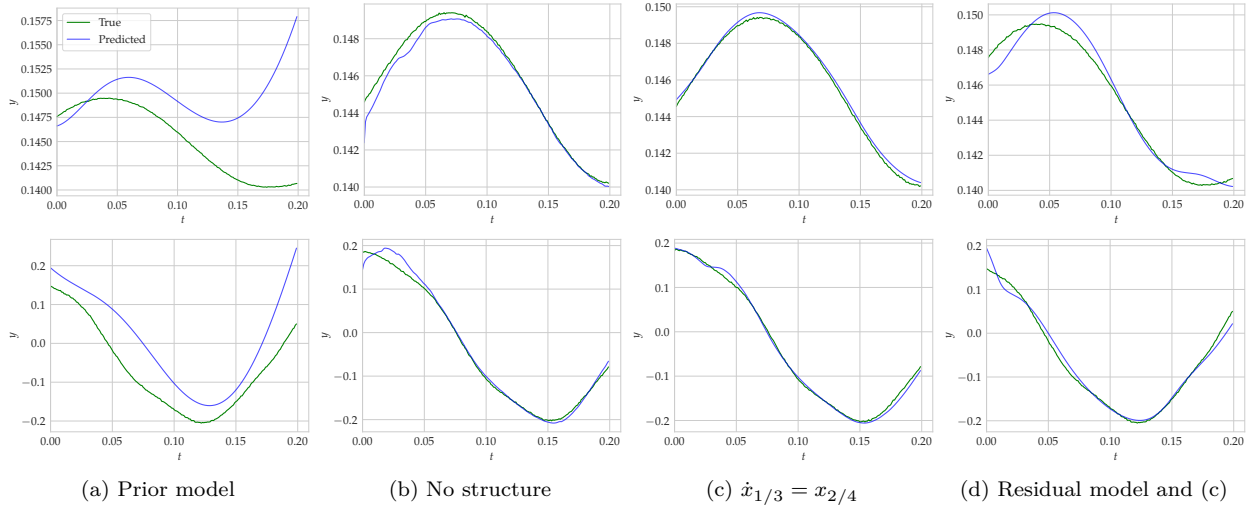 True
Predicted
0.1575
0.1550
0.1525
0.1500
0.1475
0.1450
0.1425
0.1400
y
0.00 0.05 0.10 0.15 0.20
t
0.148
0.146
0.144
0.142
0.140
y
0.00 0.05 0.10 0.15 0.20
t
0.150
0.148
0.146
0.144
0.142
0.140
y
0.00 0.05 0.10 0.15 0.20
t
0.150
0.148
0.146
0.144
0.142
0.140
y
0.00 0.05 0.10 0.15 0.20
t
0.2
0.1
0.0
−0.1
−0.2
y
0.00 0.05 0.10 0.15 0.20
t
0.2
0.1
0.0
−0.1
−0.2
y
0.00 0.05 0.10 0.15 0.20
t
0.2
0.1
0.0
−0.1
−0.2
y
0.00 0.05 0.10 0.15 0.20
t
0.2
0.1
0.0
−0.1
−0.2
y
0.00 0.05 0.10 0.15 0.20
t
(a) Prior model
(b) No structure
(c) ẋ₁/₃ = x₂/₄
(d) Residual model and (c)